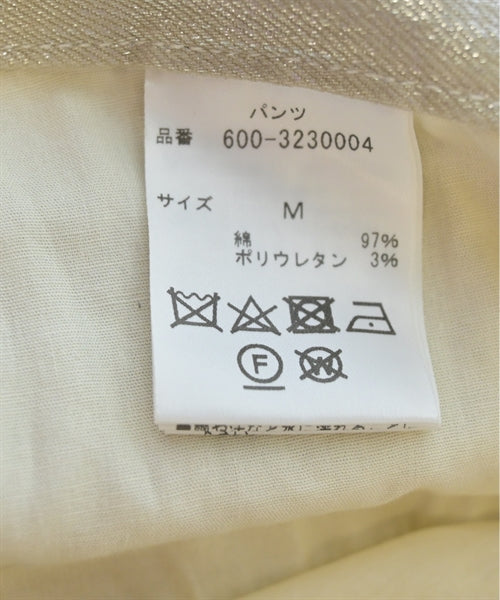 パンツ
品番 600-3230004
サイズ M
綿 97%
ポリウレタン 3%
F
W